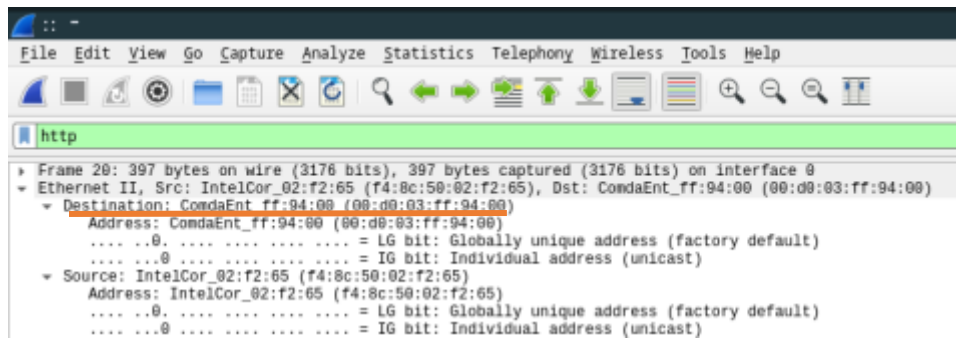 :: -
File Edit View Go Capture Analyze Statistics Telephony Wireless Tools Help
http
Frame 20: 397 bytes on wire (3176 bits), 397 bytes captured (3176 bits) on interface 0
Ethernet II, Src: IntelCor_02:f2:65 (f4:8c:50:02:f2:65), Dst: ComdaEnt_ff:94:00 (00:d0:03:ff:94:00)
Destination: ComdaEnt_ff:94:00 (00:d0:03:ff:94:00)
Address: ComdaEnt_ff:94:00 (00:d0:03:ff:94:00)
.... ..0. .... .... .... .... = LG bit: Globally unique address (factory default)
.... ...0 .... .... .... .... = IG bit: Individual address (unicast)
Source: IntelCor_02:f2:65 (f4:8c:50:02:f2:65)
Address: IntelCor_02:f2:65 (f4:8c:50:02:f2:65)
.... ..0. .... .... .... .... = LG bit: Globally unique address (factory default)
.... ...0 .... .... .... .... = IG bit: Individual address (unicast)